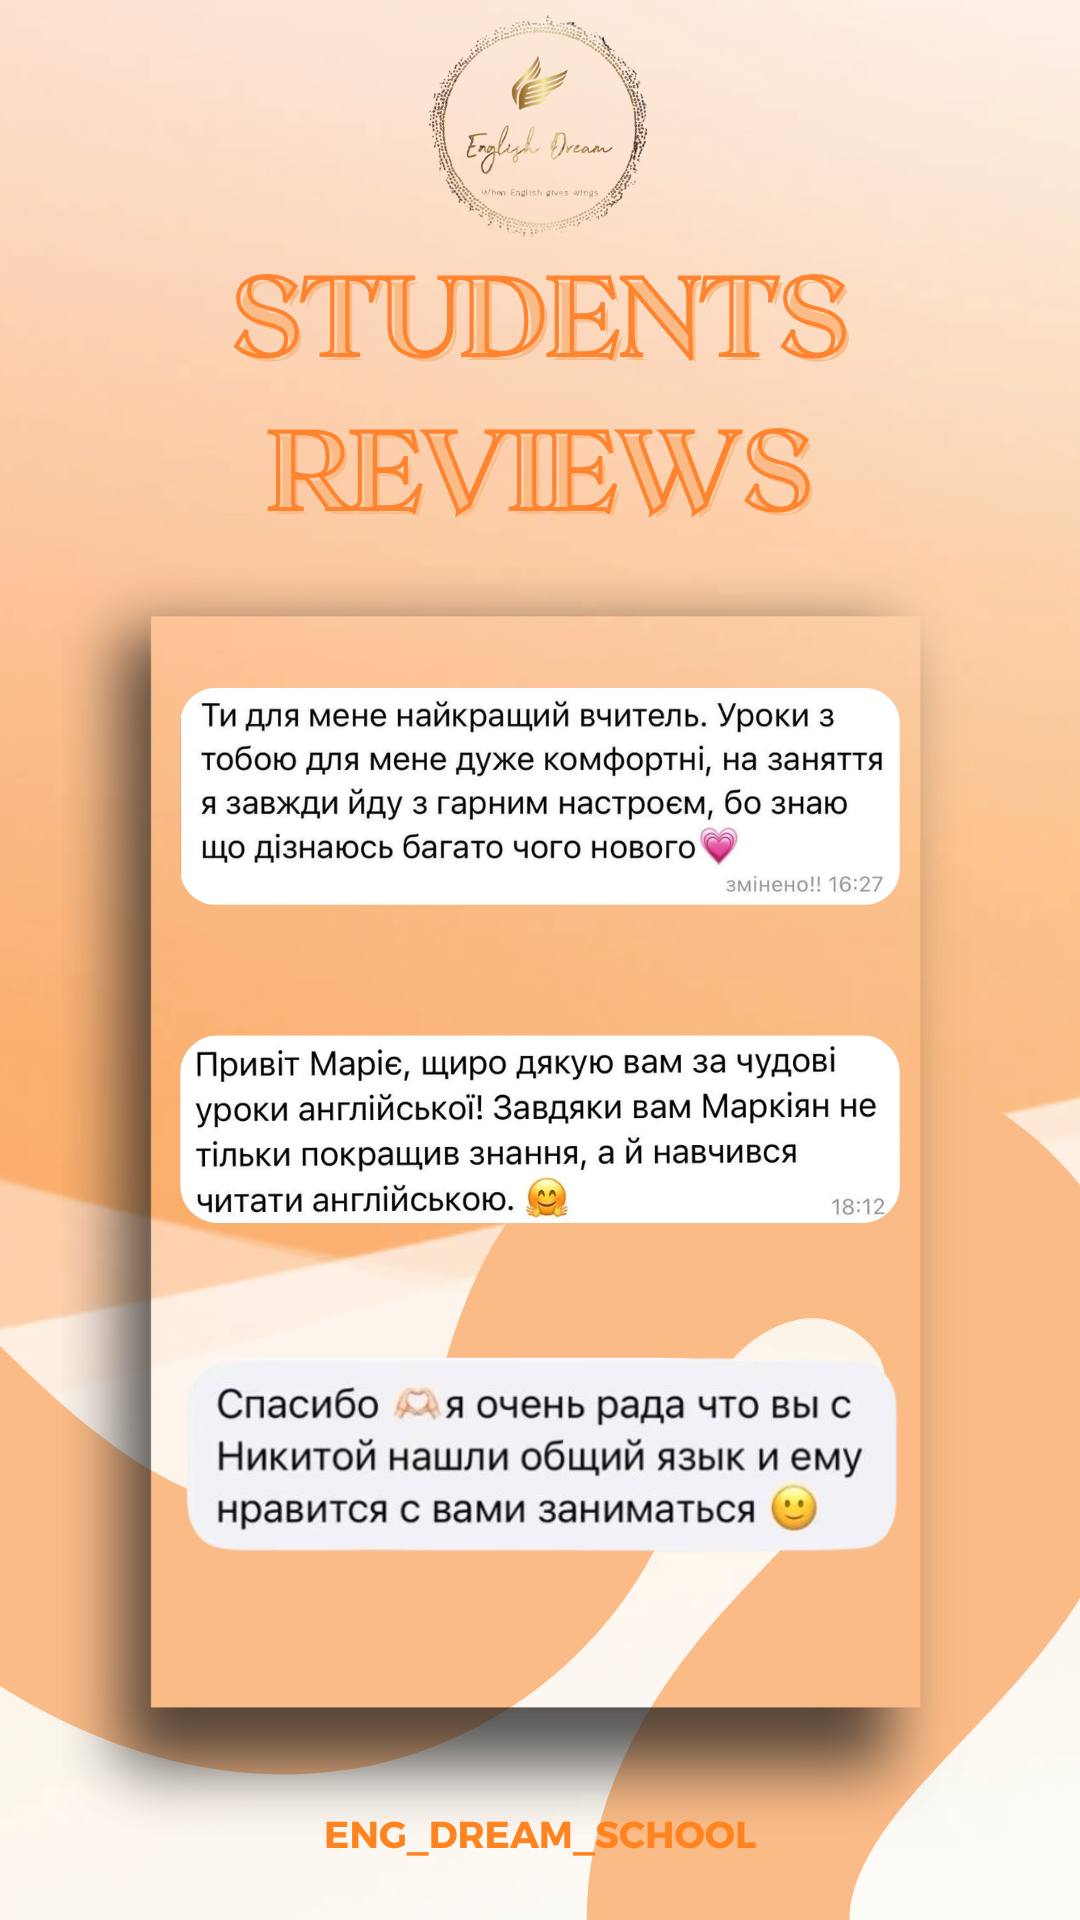 English Dream
When English gives wings
STUDENTS
REVIEWS
Ти для мене найкращий вчитель. Уроки з
тобою для мене дуже комфортні, на заняття
я завжди йду з гарним настроєм, бо знаю
що дізнаюсь багато чого нового💗
змінено!! 16:27
Привіт Маріє, щиро дякую вам за чудові
уроки англійської! Завдяки вам Маркіян не
тільки покращив знання, а й навчився
читати англійською. 🤗
18:12
Спасибо 🫶🏻я очень рада что вы с
Никитой нашли общий язык и ему
нравится с вами заниматься 🙂
ENG_DREAM_SCHOOL